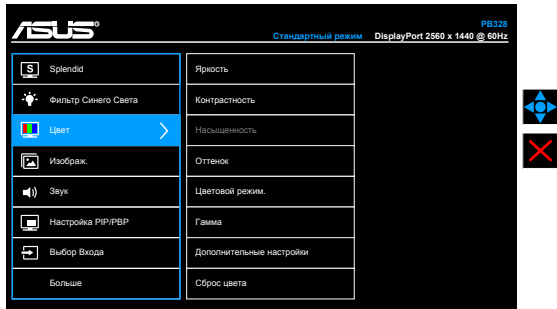 ASUS
PB328
Стандартный режим DisplayPort 2560 x 1440 @ 60Hz
S Splendid
Фильтр Синего Света
Цвет
Изображ.
Звук
Настройка PIP/PBP
Выбор Входа
Больше
Яркость
Контрастность
Насыщенность
Оттенок
Цветовой режим.
Гамма
Дополнительные настройки
Сброс цвета